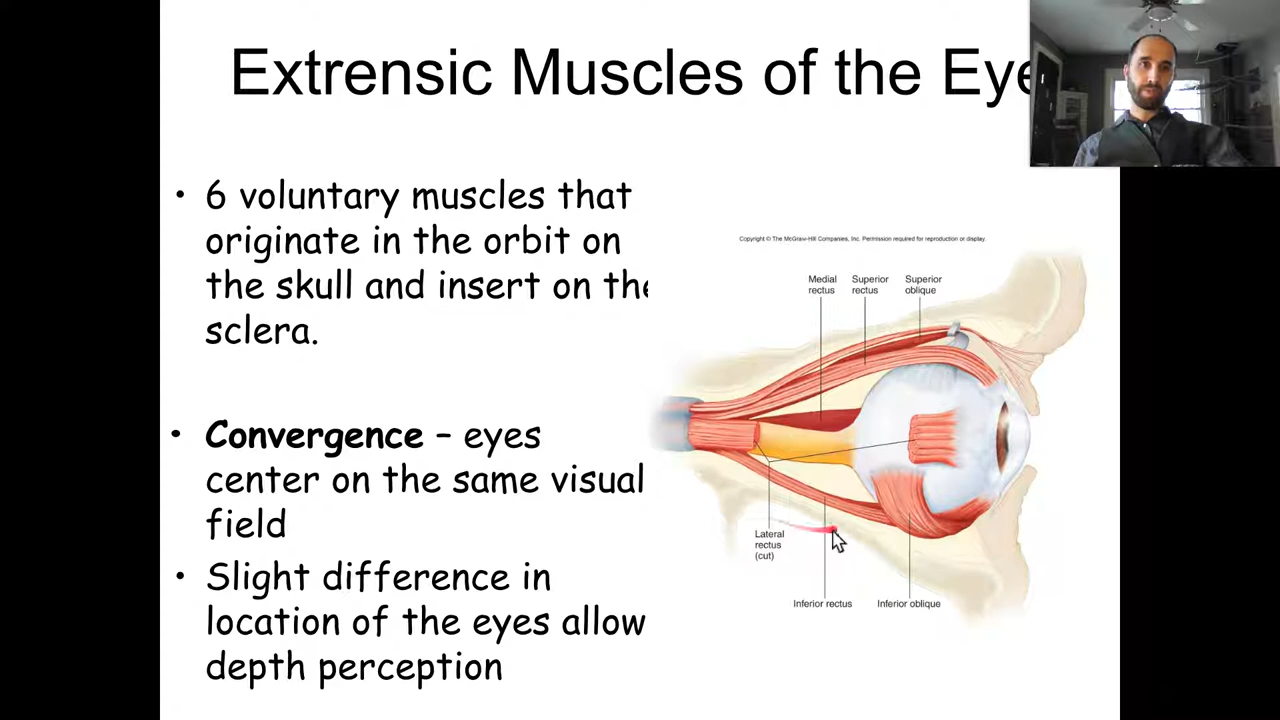 Extrensic Muscles of the Eye
• 6 voluntary muscles that
originate in the orbit on
the skull and insert on the
sclera.
• Convergence – eyes
center on the same visual
field
• Slight difference in
location of the eyes allow
depth perception
Copyright © The McGraw-Hill Companies, Inc. Permission required for reproduction or display.
Medial
rectus
Superior
rectus
Superior
oblique
Lateral
rectus
(cut)
Inferior rectus
Inferior oblique